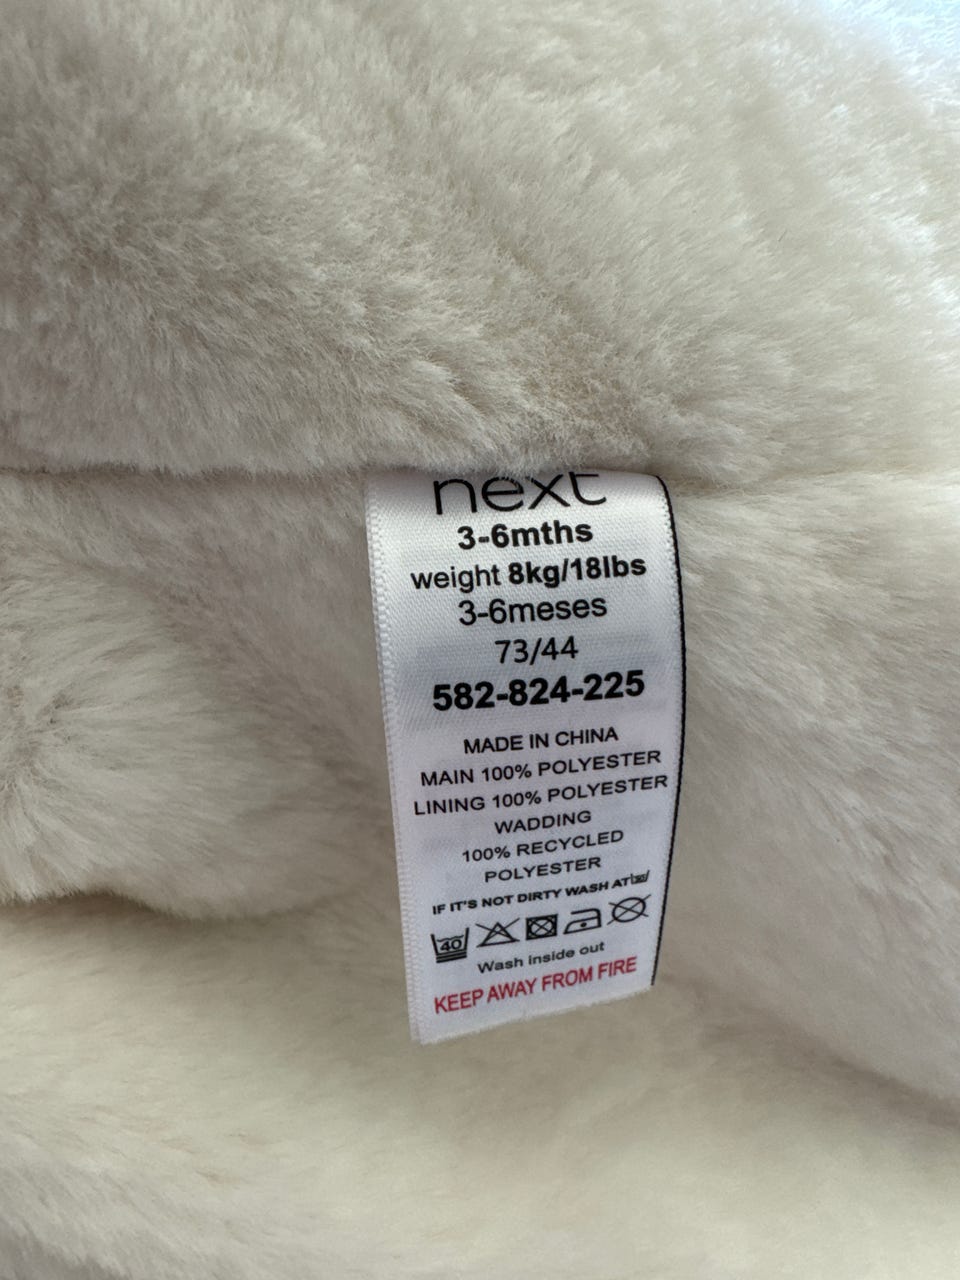 next
3-6mths
weight 8kg/18lbs
3-6meses
73/44
582-824-225
MADE IN CHINA
MAIN 100% POLYESTER
LINING 100% POLYESTER
WADDING
100% RECYCLED
POLYESTER
IF IT'S NOT DIRTY WASH AT
40
Wash inside out
KEEP AWAY FROM FIRE